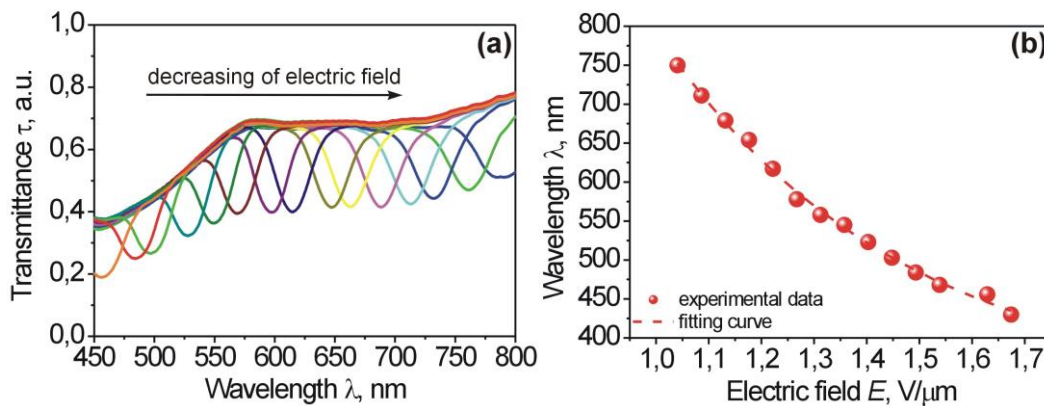 (a)
decreasing of electric field
Transmittance τ, a.u.
1,0
0,8
0,6
0,4
0,2
0,0
450 500 550 600 650 700 750 800
Wavelength λ, nm
(b)
Wavelength λ, nm
800
750
700
650
600
550
500
450
400
experimental data
fitting curve
1,0 1,1 1,2 1,3 1,4 1,5 1,6 1,7
Electric field E, V/μm